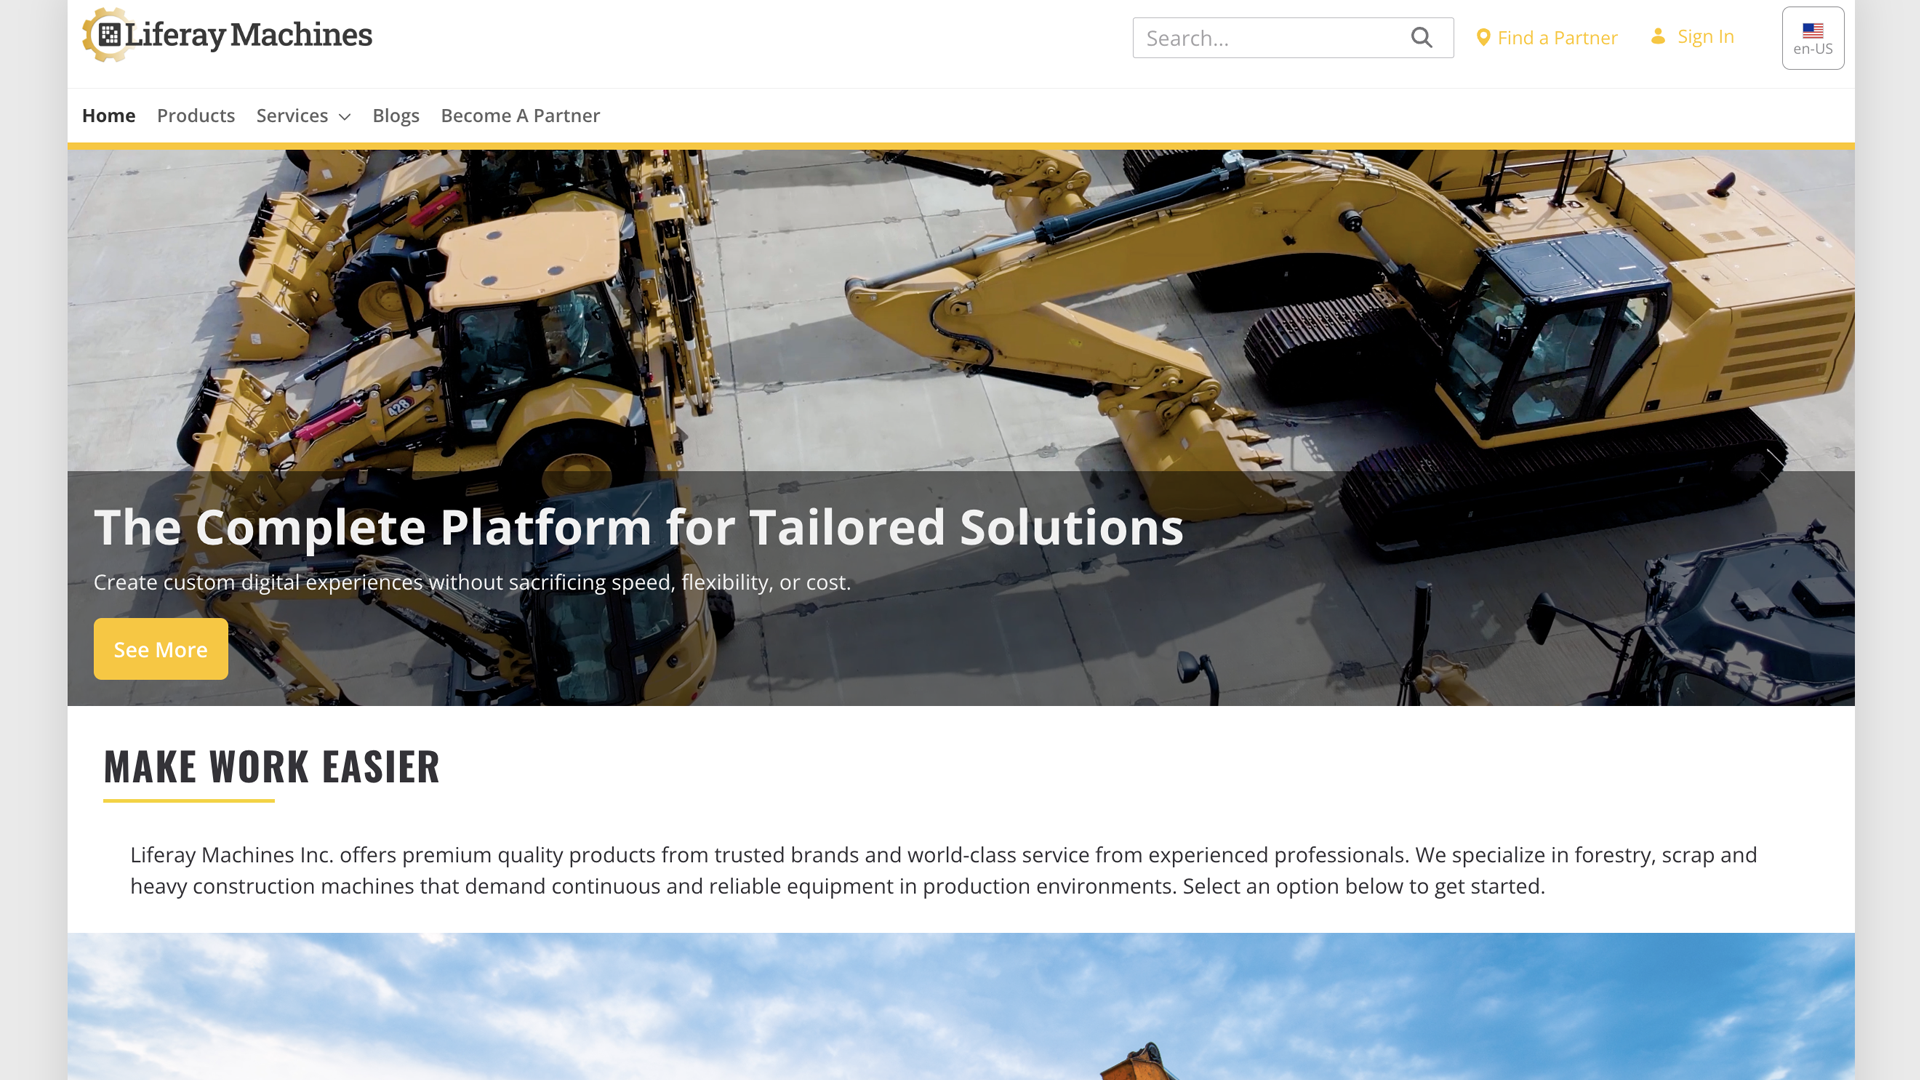 Liferay Machines
Search...
Find a Partner
Sign In
en-US
Home
Products
Services
Blogs
Become A Partner
428
The Complete Platform for Tailored Solutions
Create custom digital experiences without sacrificing speed, flexibility, or cost.
See More
MAKE WORK EASIER
Liferay Machines Inc. offers premium quality products from trusted brands and world-class service from experienced professionals. We specialize in forestry, scrap and
heavy construction machines that demand continuous and reliable equipment in production environments. Select an option below to get started.